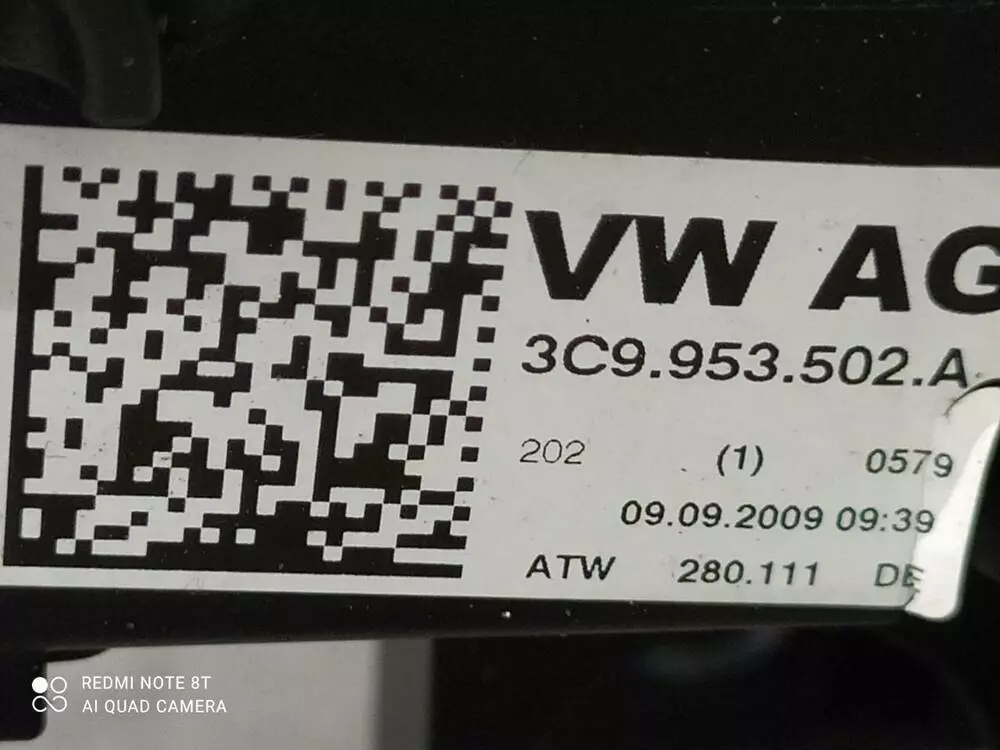 VW AG
3C9.953.502.A
202 (1) 0579
09.09.2009 09:39
ATW 280.111 DE
REDMI NOTE 8T
AI QUAD CAMERA